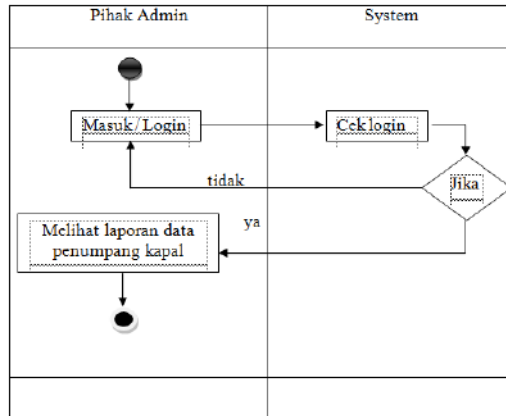 Pihak Admin
System
Masuk/Login
Cek login
tidak
Jika
ya
Melihat laporan data
penumpang kapal